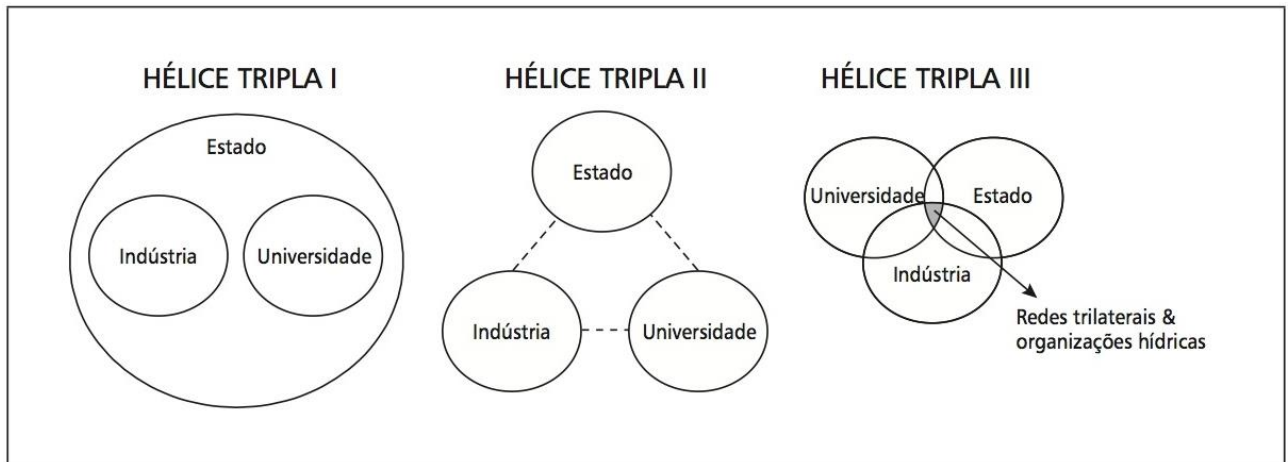 HÉLICE TRIPLA I
Estado
Indústria
Universidade
HÉLICE TRIPLA II
Estado
Indústria
Universidade
HÉLICE TRIPLA III
Universidade
Estado
Indústria
Redes trilaterais &
organizações hídricas